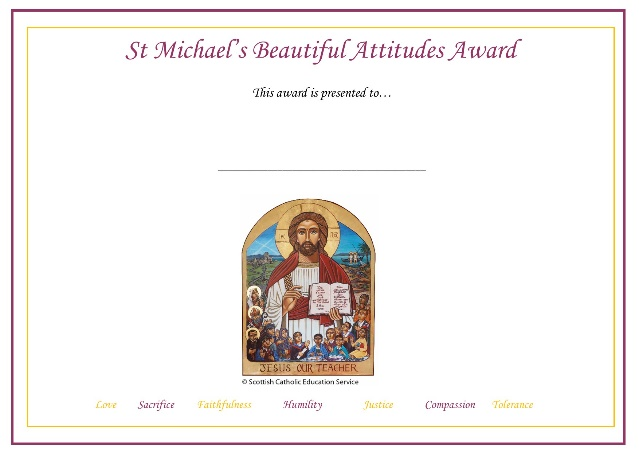 St Michael's Beautiful Attitudes Award
This award is presented to…
JESUS OUR TEACHER
© Scottish Catholic Education Service
Love Sacrifice Faithfulness Humility Justice Compassion Tolerance